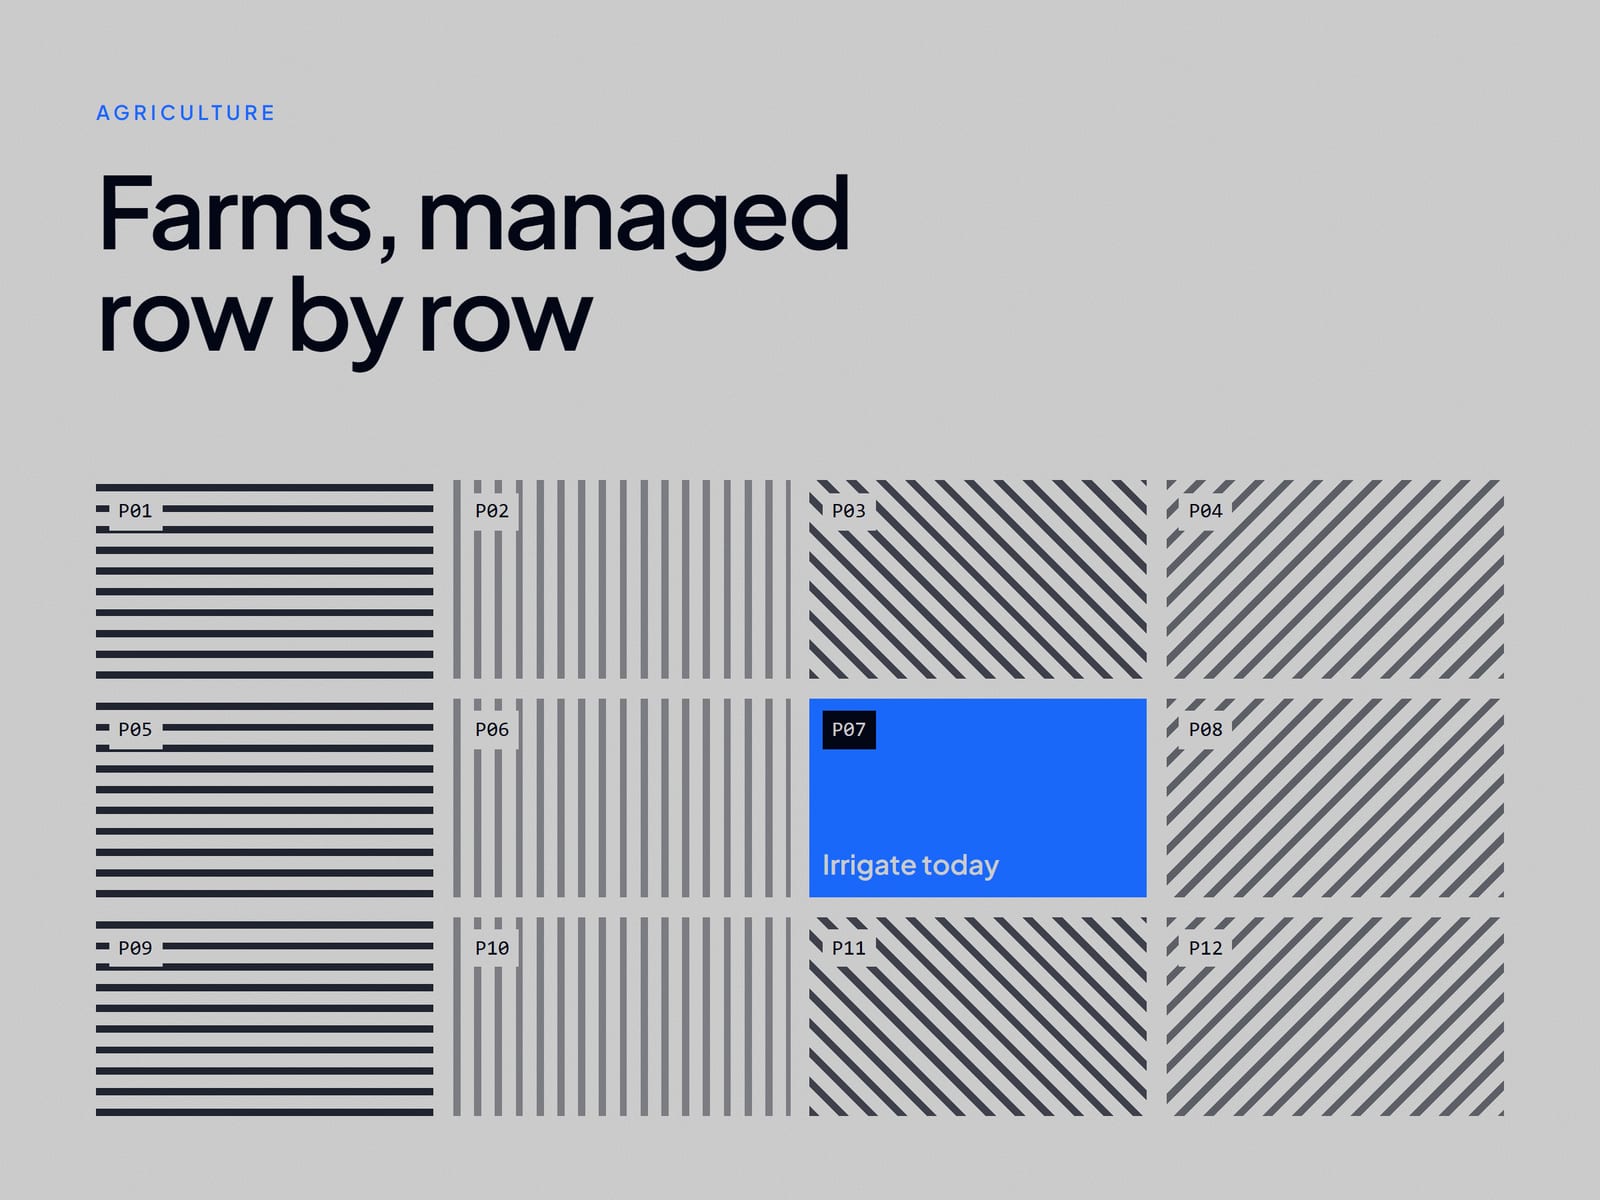 AGRICULTURE
Farms, managed
row by row
P01
P02
P03
P04
P05
P06
P07
P08
Irrigate today
P09
P10
P11
P12